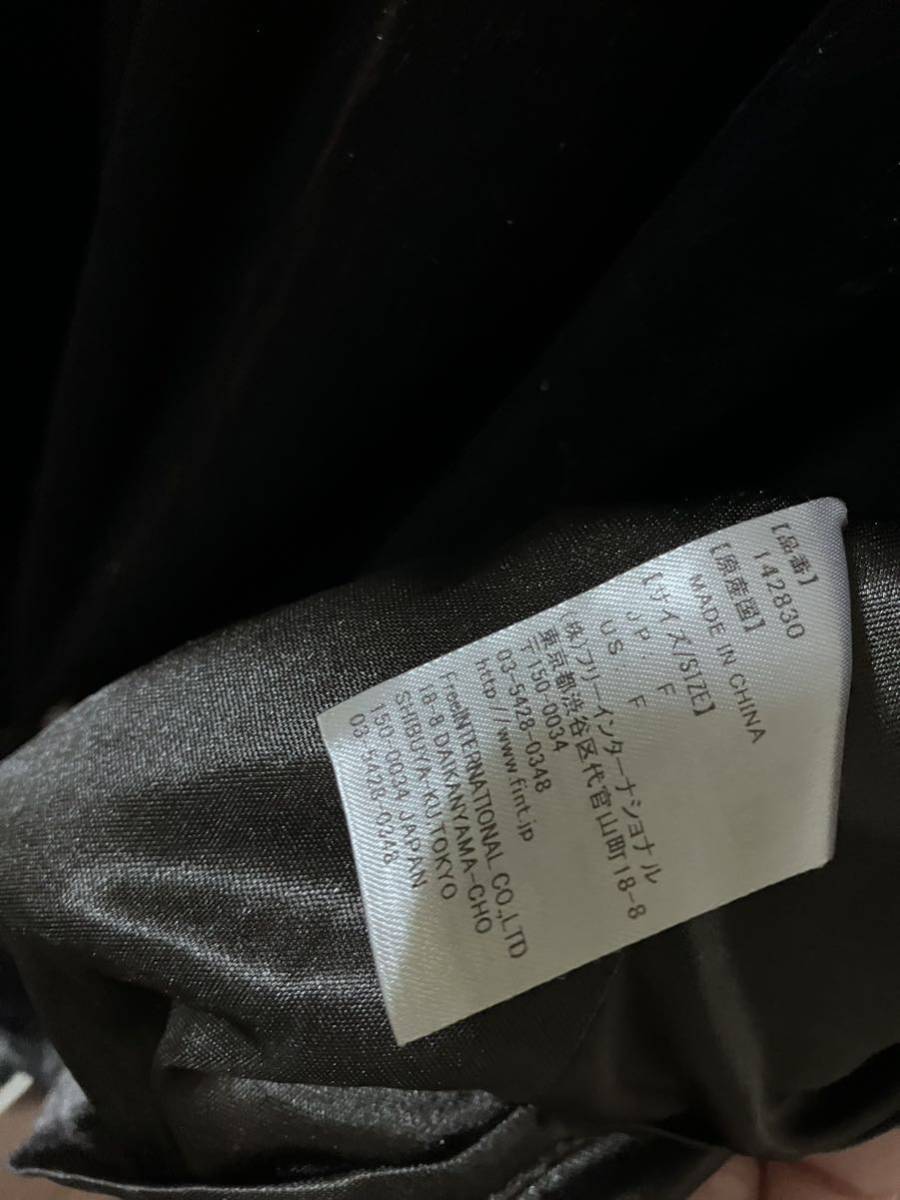 【品番】
142830
【原産国】
MADE IN CHINA
【サイズ/SIZE】
JP: F
US: F
(株)フリーインターナショナル
東京都渋谷区代官山町18-8
〒150-0034
03-5428-0348
http://www.fint.jp
FreeINTERNATIONAL CO.,LTD
18-8 DAIKANYAMA-CHO
SHIBUYA-KU TOKYO
150-0034 JAPAN
03-5428-0348